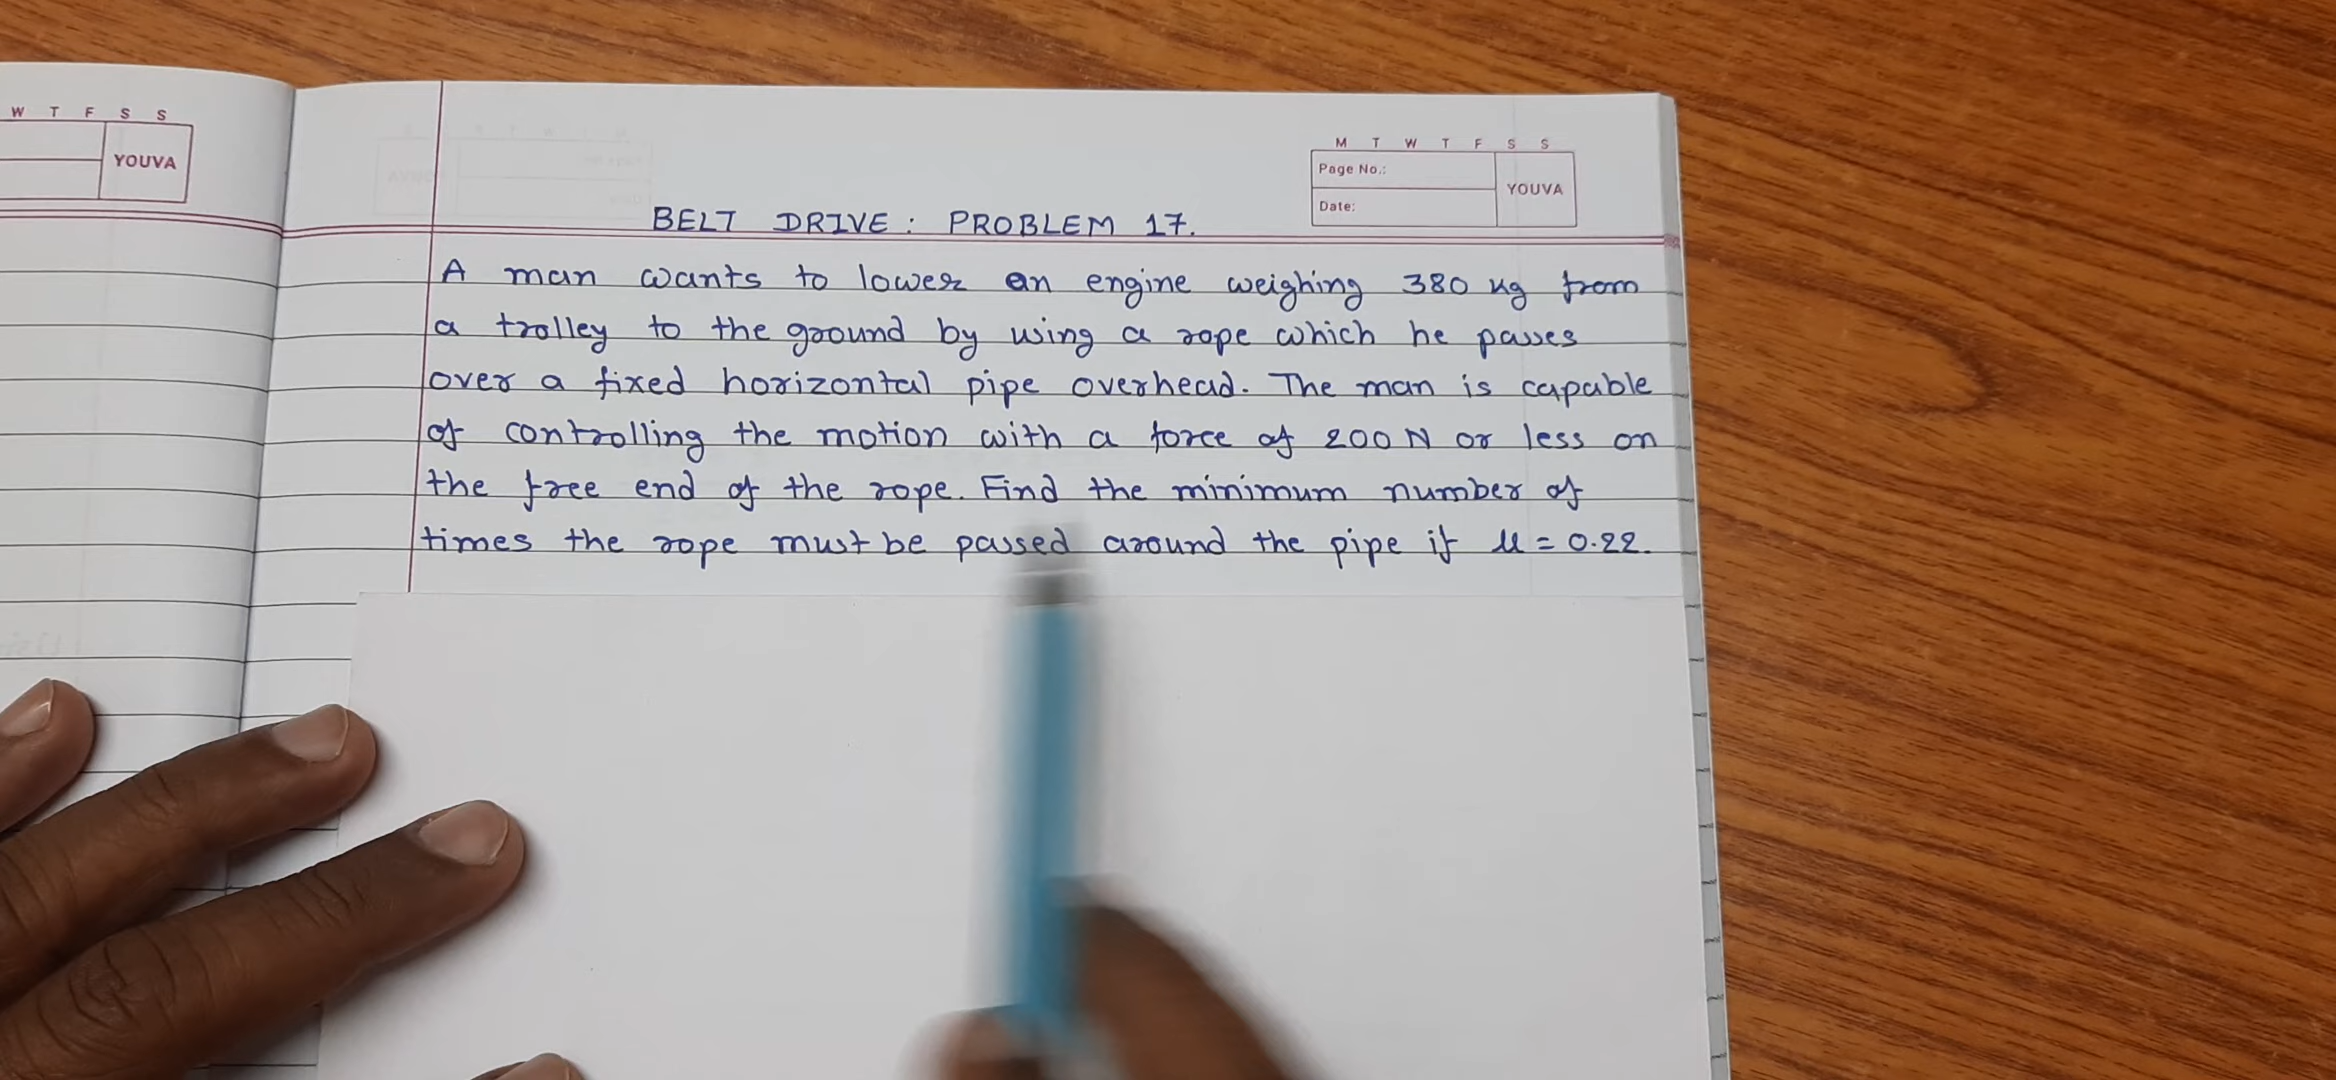 W T F S S
YOUVA
M T W T F S S
Page No.:
YOUVA
Date:
BELT DRIVE : PROBLEM 17.
A man wants to lower an engine weighing 380 kg from
a trolley to the ground by using a rope which he passes
over a fixed horizontal pipe overhead. The man is capable
of controlling the motion with a force of 200 N or less on
the free end of the rope. Find the minimum number of
times the rope must be passed around the pipe if μ = 0.22.